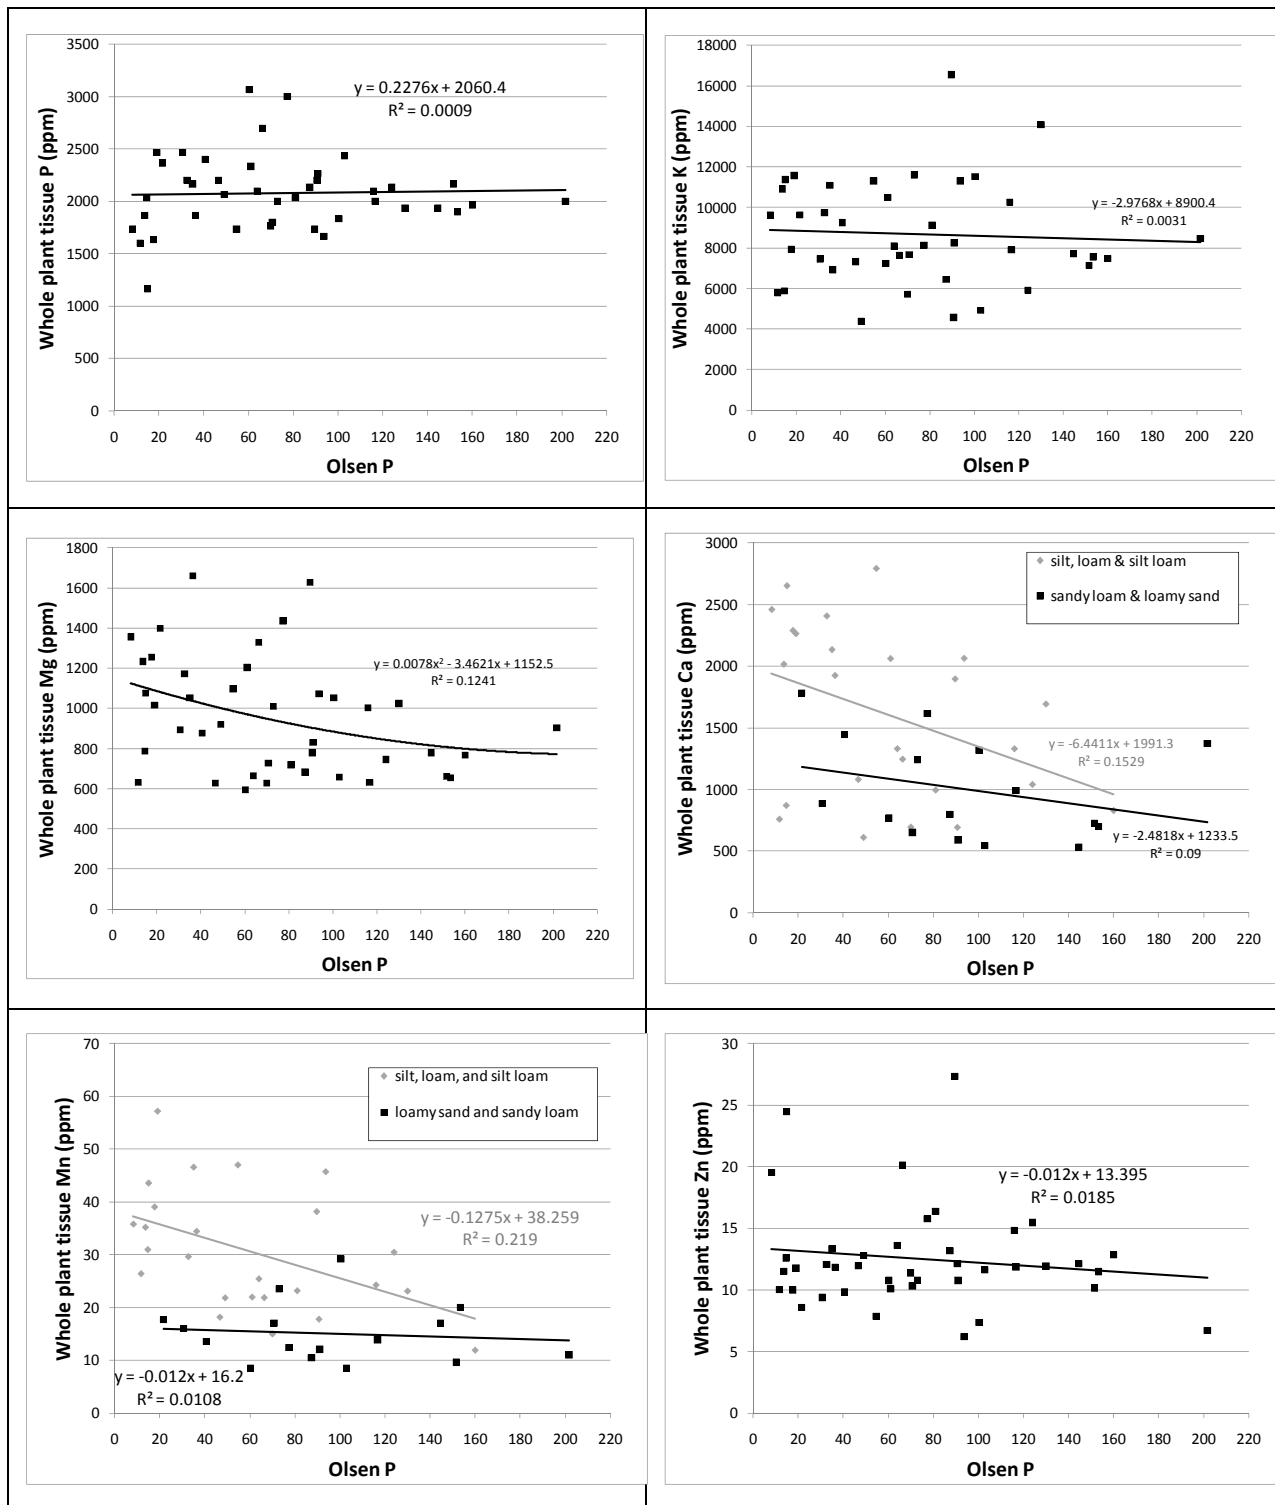 Whole plant tissue P (ppm)
3500
3000
2500
2000
1500
1000
500
0
y = 0.2276x + 2060.4
R² = 0.0009
0 20 40 60 80 100 120 140 160 180 200 220
Olsen P
Whole plant tissue K (ppm)
18000
16000
14000
12000
10000
8000
6000
4000
2000
0
y = -2.9768x + 8900.4
R² = 0.0031
0 20 40 60 80 100 120 140 160 180 200 220
Olsen P
Whole plant tissue Mg (ppm)
1800
1600
1400
1200
1000
800
600
400
200
0
y = 0.0078x² - 3.4621x + 1152.5
R² = 0.1241
0 20 40 60 80 100 120 140 160 180 200 220
Olsen P
Whole plant tissue Ca (ppm)
3000
2500
2000
1500
1000
500
0
silt, loam & silt loam
sandy loam & loamy sand
y = -6.4411x + 1991.3
R² = 0.1529
y = -2.4818x + 1233.5
R² = 0.09
0 20 40 60 80 100 120 140 160 180 200 220
Olsen P
Whole plant tissue Mn (ppm)
70
60
50
40
30
20
10
0
silt, loam, and silt loam
loamy sand and sandy loam
y = -0.1275x + 38.259
R² = 0.219
y = -0.012x + 16.2
R² = 0.0108
0 20 40 60 80 100 120 140 160 180 200 220
Olsen P
Whole plant tissue Zn (ppm)
30
25
20
15
10
5
0
y = -0.012x + 13.395
R² = 0.0185
0 20 40 60 80 100 120 140 160 180 200 220
Olsen P